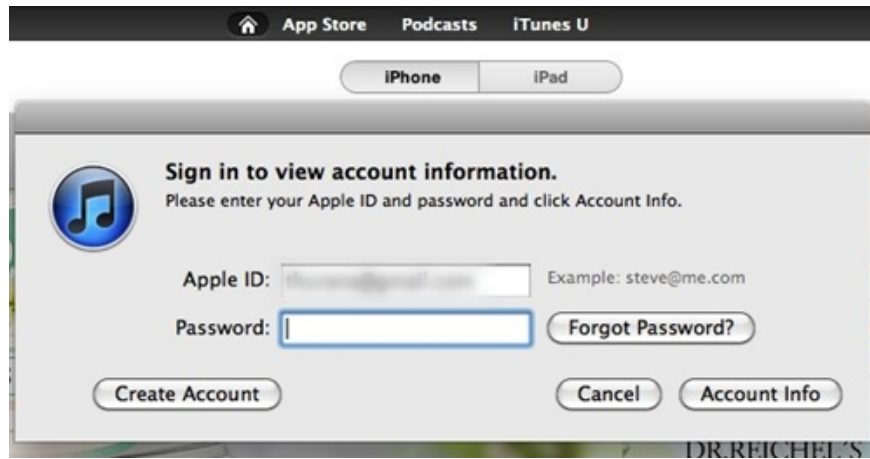 App Store Podcasts iTunes U
iPhone iPad
Sign in to view account information.
Please enter your Apple ID and password and click Account Info.
Apple ID: Example: steve@me.com
Password: Forgot Password?
Create Account Cancel Account Info
DR.REICHEL'S